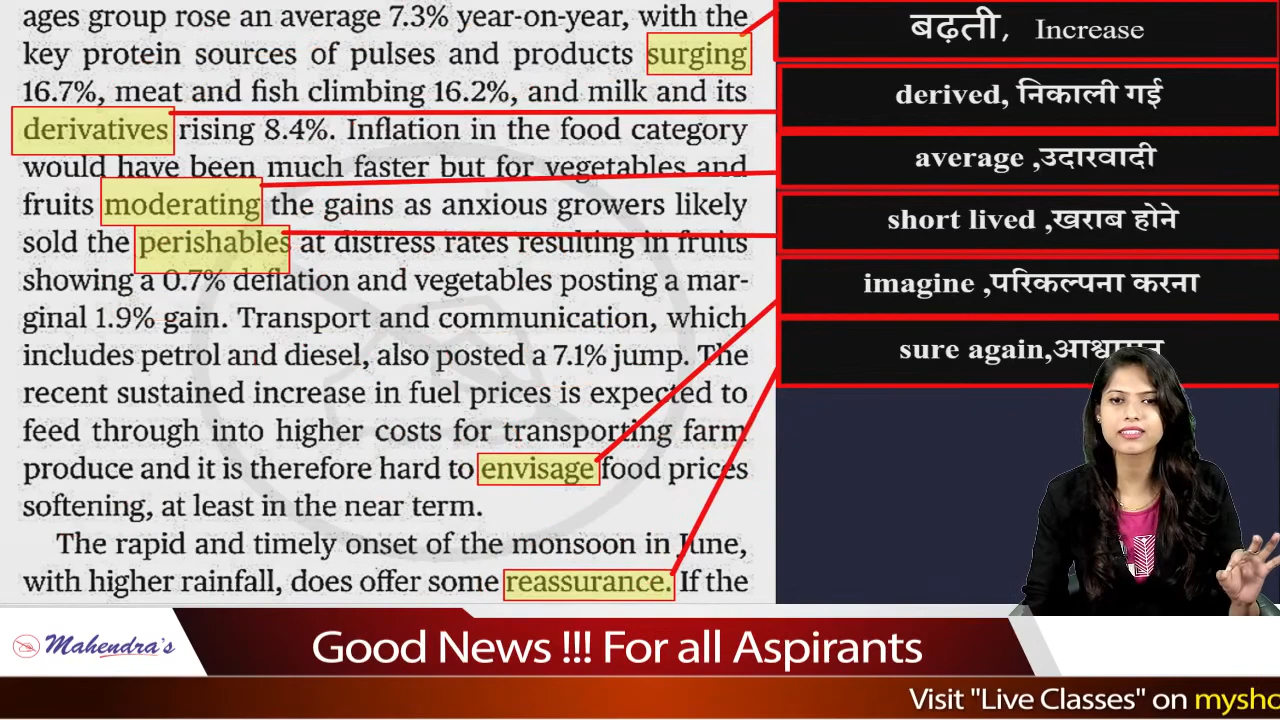 ages group rose an average 7.3% year-on-year, with the
key protein sources of pulses and products surging
16.7%, meat and fish climbing 16.2%, and milk and its
derivatives rising 8.4%. Inflation in the food category
would have been much faster but for vegetables and
fruits moderating the gains as anxious growers likely
sold the perishables at distress rates resulting in fruits
showing a 0.7% deflation and vegetables posting a mar-
ginal 1.9% gain. Transport and communication, which
includes petrol and diesel, also posted a 7.1% jump. The
recent sustained increase in fuel prices is expected to
feed through into higher costs for transporting farm
produce and it is therefore hard to envisage food prices
softening, at least in the near term.
The rapid and timely onset of the monsoon in June,
with higher rainfall, does offer some reassurance. If the
बढ़ती, Increase
derived, निकाली गई
average ,उदारवादी
short lived ,खराब होने
imagine ,परिकल्पना करना
sure again,
Mahendra's
Good News !!! For all Aspirants
Visit "Live Classes" on mysho